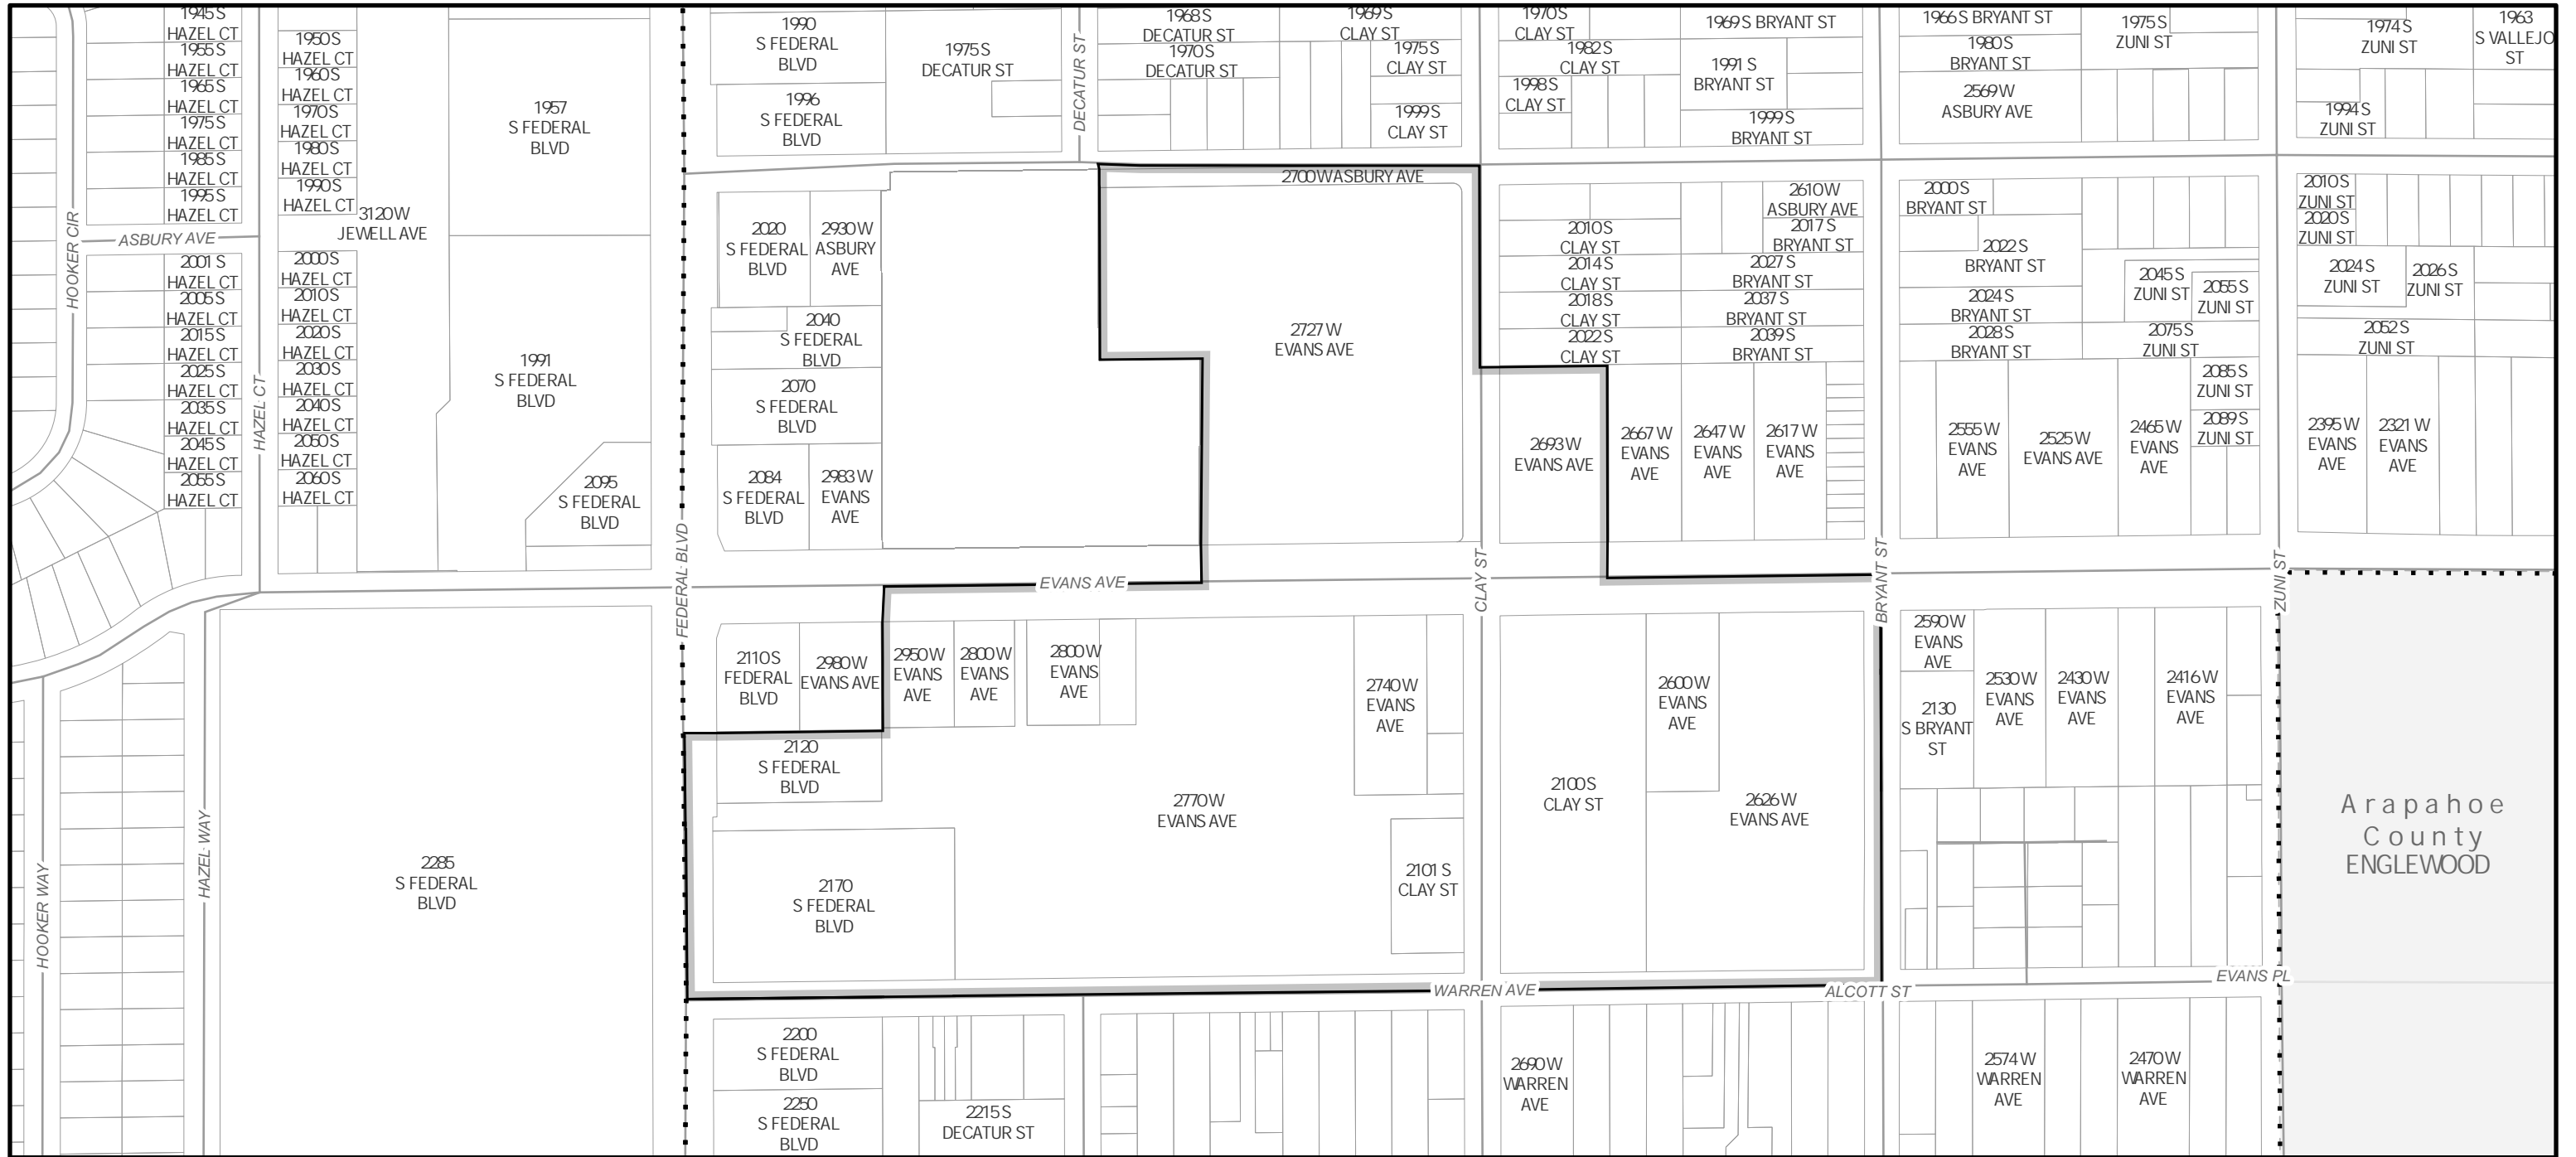 1945 S
HAZEL CT
1955 S
HAZEL CT
1965 S
HAZEL CT
1975 S
HAZEL CT
1985 S
HAZEL CT
1995 S
HAZEL CT
1950 S
HAZEL CT
1960 S
HAZEL CT
1970 S
HAZEL CT
1980 S
HAZEL CT
1990 S
HAZEL CT
3120 W
JEWELL AVE
1957
S FEDERAL
BLVD
1990
S FEDERAL
BLVD
1996
S FEDERAL
BLVD
1975 S
DECATUR ST
DECATUR ST
1968 S
DECATUR ST
1970 S
DECATUR ST
1969 S
CLAY ST
1975 S
CLAY ST
1999 S
CLAY ST
1970 S
CLAY ST
1982 S
CLAY ST
1998 S
CLAY ST
1969 S BRYANT ST
1991 S
BRYANT ST
1999 S
BRYANT ST
1966 S BRYANT ST
1980 S
BRYANT ST
2569 W
ASBURY AVE
1975 S
ZUNI ST
1974 S
ZUNI ST
1994 S
ZUNI ST
1963
S VALLEJO
ST
HOOKER CIR
ASBURY AVE
HAZEL CT
2001 S
HAZEL CT
2005 S
HAZEL CT
2015 S
HAZEL CT
2025 S
HAZEL CT
2035 S
HAZEL CT
2045 S
HAZEL CT
2055 S
HAZEL CT
2000 S
HAZEL CT
2010 S
HAZEL CT
2020 S
HAZEL CT
2030 S
HAZEL CT
2040 S
HAZEL CT
2050 S
HAZEL CT
2060 S
HAZEL CT
1991
S FEDERAL
BLVD
2095
S FEDERAL
BLVD
FEDERAL BLVD
2020
S FEDERAL
BLVD
2930 W
ASBURY
AVE
2040
S FEDERAL
BLVD
2070
S FEDERAL
BLVD
2084
S FEDERAL
BLVD
2983 W
EVANS
AVE
2700 W ASBURY AVE
2727 W
EVANS AVE
2010 S
CLAY ST
2014 S
CLAY ST
2018 S
CLAY ST
2022 S
CLAY ST
2610 W
ASBURY AVE
2017 S
BRYANT ST
2027 S
BRYANT ST
2037 S
BRYANT ST
2039 S
BRYANT ST
2693 W
EVANS AVE
2667 W
EVANS
AVE
2647 W
EVANS
AVE
2617 W
EVANS
AVE
2000 S
BRYANT ST
2022 S
BRYANT ST
2024 S
BRYANT ST
2028 S
BRYANT ST
2045 S
ZUNI ST
2055 S
ZUNI ST
2075 S
ZUNI ST
2085 S
ZUNI ST
2089 S
ZUNI ST
2555 W
EVANS
AVE
2525 W
EVANS AVE
2465 W
EVANS
AVE
2010 S
ZUNI ST
2020 S
ZUNI ST
2024 S
ZUNI ST
2026 S
ZUNI ST
2052 S
ZUNI ST
2395 W
EVANS
AVE
2321 W
EVANS
AVE
EVANS AVE
CLAY ST
BRYANT ST
ZUNI ST
HOOKER WAY
HAZEL WAY
2285
S FEDERAL
BLVD
2110 S
FEDERAL
BLVD
2980 W
EVANS AVE
2950 W
EVANS
AVE
2800 W
EVANS
AVE
2800 W
EVANS
AVE
2740 W
EVANS
AVE
2120
S FEDERAL
BLVD
2170
S FEDERAL
BLVD
2770 W
EVANS AVE
2101 S
CLAY ST
2100 S
CLAY ST
2600 W
EVANS
AVE
2626 W
EVANS AVE
2590 W
EVANS
AVE
2130
S BRYANT
ST
2530 W
EVANS
AVE
2430 W
EVANS
AVE
2416 W
EVANS
AVE
Arapahoe
County
ENGLEWOOD
WARREN AVE
ALCOTT ST
EVANS PL
2200
S FEDERAL
BLVD
2250
S FEDERAL
BLVD
2215 S
DECATUR ST
2690 W
WARREN
AVE
2574 W
WARREN
AVE
2470 W
WARREN
AVE